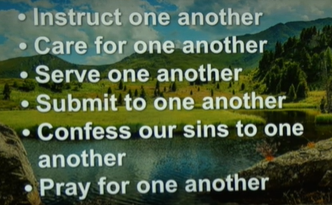 • Instruct one another
• Care for one another
• Serve one another
• Submit to one another
• Confess our sins to one
another
• Pray for one another